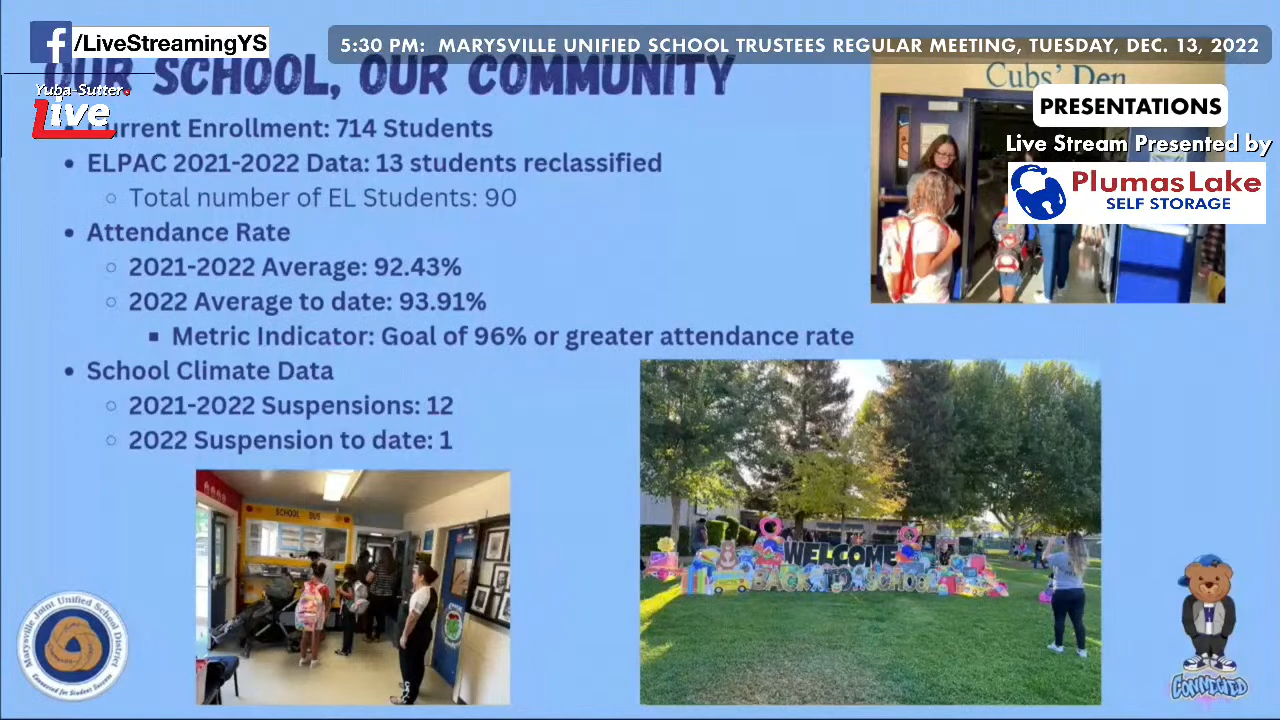 /LiveStreamingYS
5:30 PM: MARYSVILLE UNIFIED SCHOOL TRUSTEES REGULAR MEETING, TUESDAY, DEC. 13, 2022
OUR SCHOOL, OUR COMMUNITY
Yuba-Sutter
Live
Cubs' Den
PRESENTATIONS
Live Stream Presented by
Plumas Lake
SELF STORAGE
Current Enrollment: 714 Students
• ELPAC 2021-2022 Data: 13 students reclassified
○ Total number of EL Students: 90
• Attendance Rate
○ 2021-2022 Average: 92.43%
○ 2022 Average to date: 93.91%
▪ Metric Indicator: Goal of 96% or greater attendance rate
• School Climate Data
○ 2021-2022 Suspensions: 12
○ 2022 Suspension to date: 1
SCHOOL BUS
WELCOME
BACK TO SCHOOL
Marysville Joint Unified School District
Connected for Student Success
CONNECTED